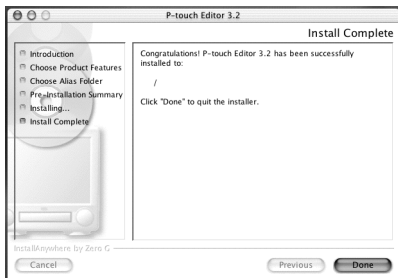 P-touch Editor 3.2
Install Complete
Introduction
Choose Product Features
Choose Alias Folder
Pre-Installation Summary
Installing...
Install Complete
Congratulations! P-touch Editor 3.2 has been successfully
installed to:
/
Click "Done" to quit the installer.
InstallAnywhere by Zero G
Cancel
Previous
Done